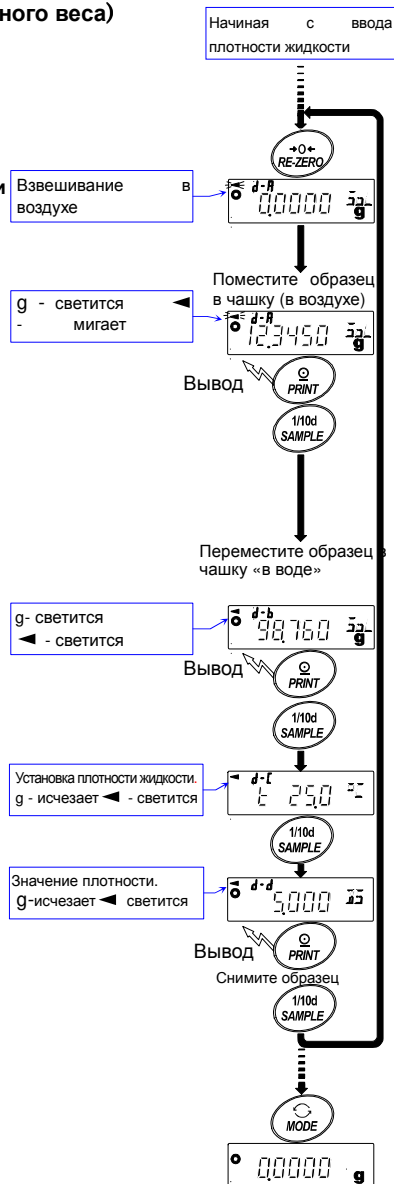 ного веса)
Начиная с ввода
плотности жидкости
→0←
RE-ZERO
и
Взвешивание в
воздухе
d-A
0.0000 g
Поместите образец
в чашку (в воздухе)
g - светится ◄
- мигает
d-A
12.3450 g
Вывод
PRINT
1/10d
SAMPLE
Переместите образец в
чашку «в воде»
g- светится
◄ - светится
d-b
98.760 g
Вывод
PRINT
1/10d
SAMPLE
Установка плотности жидкости.
g - исчезает ◄ - светится
d-C
t 25.0 °C
1/10d
SAMPLE
Значение плотности.
g-исчезает ◄ светится
d-d
5.000
Вывод
PRINT
Снимите образец
1/10d
SAMPLE
MODE
0.0000 g